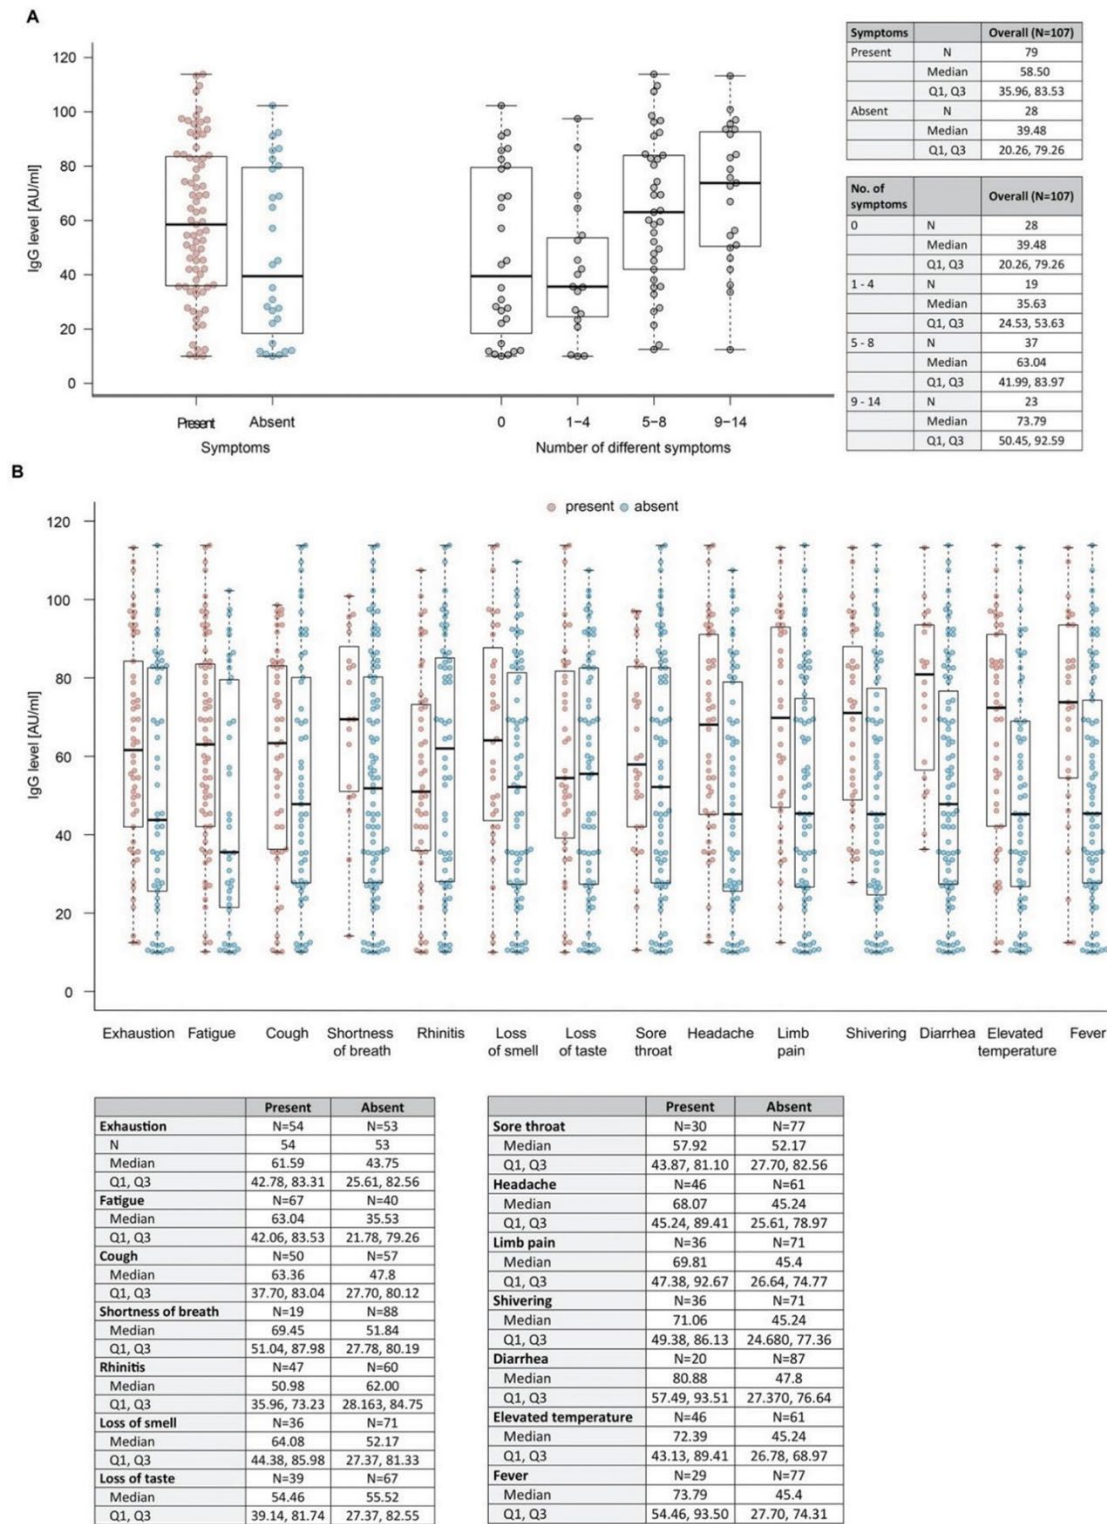 A
120
100
80
60
40
20
0
IgG level [AU/ml]
Present Absent
Symptoms
0 1−4 5−8 9−14
Number of different symptoms
Symptoms Overall (N=107)
Present N 79
Median 58.50
Q1, Q3 35.96, 83.53
Absent N 28
Median 39.48
Q1, Q3 20.26, 79.26
No. of
symptoms Overall (N=107)
0 N 28
Median 39.48
Q1, Q3 20.26, 79.26
1 - 4 N 19
Median 35.63
Q1, Q3 24.53, 53.63
5 - 8 N 37
Median 63.04
Q1, Q3 41.99, 83.97
9 - 14 N 23
Median 73.79
Q1, Q3 50.45, 92.59
B
present absent
120
100
80
60
40
20
0
IgG level [AU/ml]
Exhaustion Fatigue Cough Shortness of breath Rhinitis Loss of smell Loss of taste Sore throat Headache Limb pain Shivering Diarrhea Elevated temperature Fever
Present Absent
Exhaustion N=54 N=53
N 54 53
Median 61.59 43.75
Q1, Q3 42.78, 83.31 25.61, 82.56
Fatigue N=67 N=40
Median 63.04 35.53
Q1, Q3 42.06, 83.53 21.78, 79.26
Cough N=50 N=57
Median 63.36 47.8
Q1, Q3 37.70, 83.04 27.70, 80.12
Shortness of breath N=19 N=88
Median 69.45 51.84
Q1, Q3 51.04, 87.98 27.78, 80.19
Rhinitis N=47 N=60
Median 50.98 62.00
Q1, Q3 35.96, 73.23 28.163, 84.75
Loss of smell N=36 N=71
Median 64.08 52.17
Q1, Q3 44.38, 85.98 27.37, 81.33
Loss of taste N=39 N=67
Median 54.46 55.52
Q1, Q3 39.14, 81.74 27.37, 82.55
Present Absent
Sore throat N=30 N=77
Median 57.92 52.17
Q1, Q3 43.87, 81.10 27.70, 82.56
Headache N=46 N=61
Median 68.07 45.24
Q1, Q3 45.24, 89.41 25.61, 78.97
Limb pain N=36 N=71
Median 69.81 45.4
Q1, Q3 47.38, 92.67 26.64, 74.77
Shivering N=36 N=71
Median 71.06 45.24
Q1, Q3 49.38, 86.13 24.680, 77.36
Diarrhea N=20 N=87
Median 80.88 47.8
Q1, Q3 57.49, 93.51 27.370, 76.64
Elevated temperature N=46 N=61
Median 72.39 45.24
Q1, Q3 43.13, 89.41 26.78, 68.97
Fever N=29 N=77
Median 73.79 45.4
Q1, Q3 54.46, 93.50 27.70, 74.31